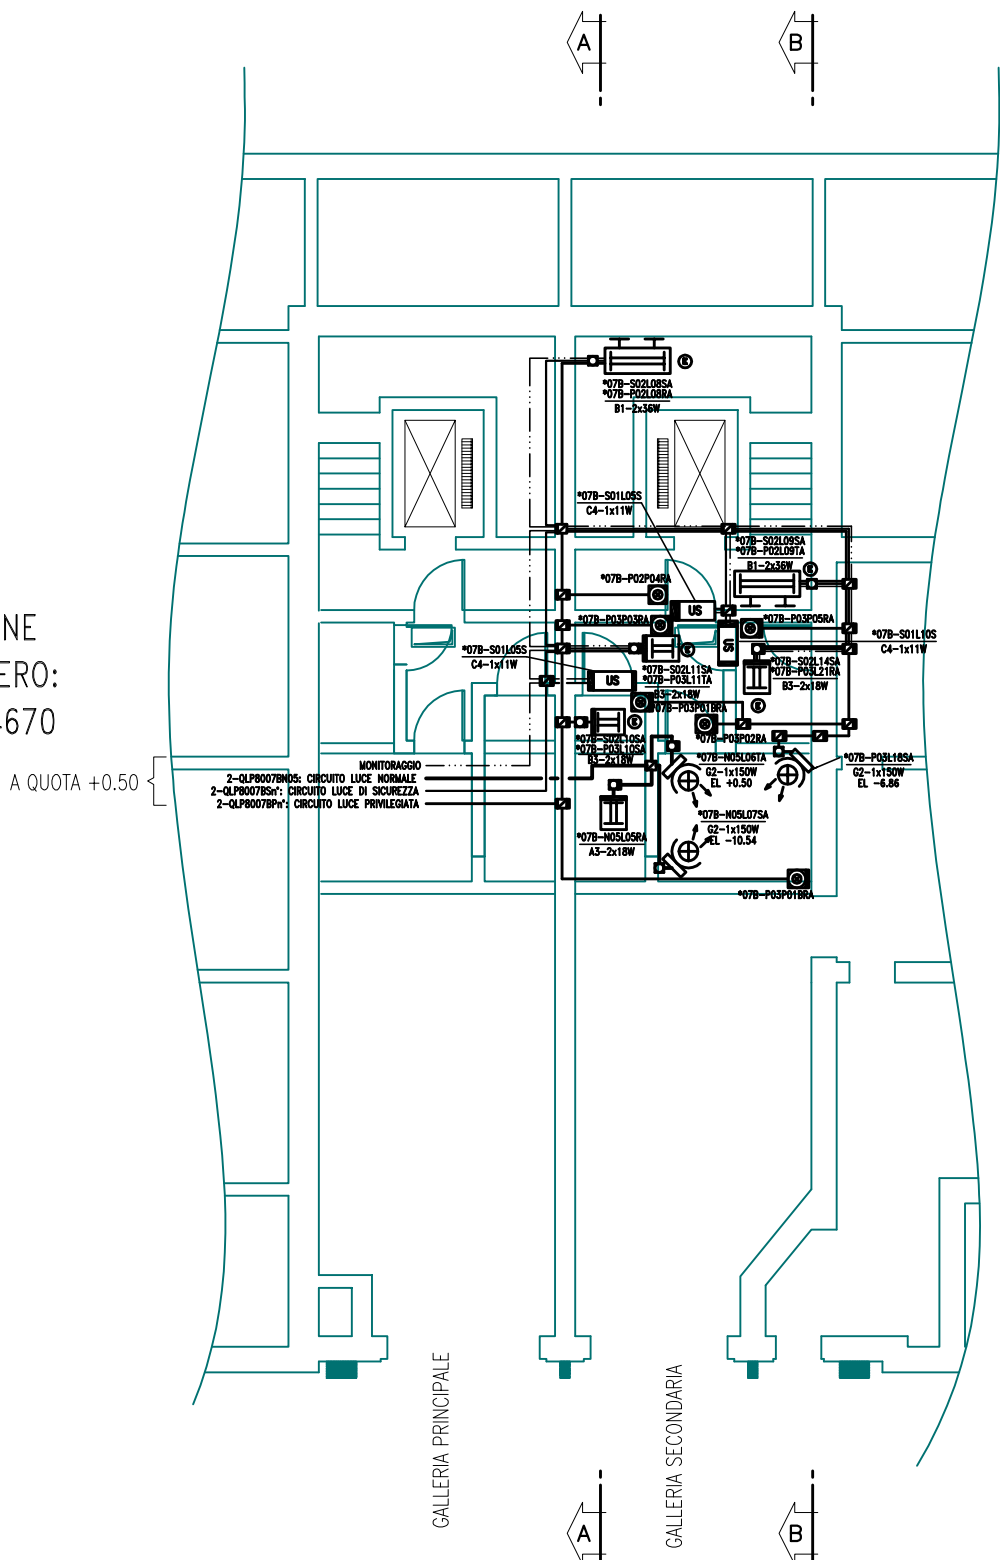 A
B
*07B-S02L08SA
*07B-P02L08RA
B1-2x36W
*07B-S01L05S
C4-1x11W
*07B-S02L09SA
*07B-P02L09TA
B1-2x36W
*07B-P02P04RA
US
*07B-P03P03RA
*07B-P03P05RA
*07B-S01L10S
C4-1x11W
US
*07B-S01L05S
C4-1x11W
*07B-S02L11SA
*07B-P03L11TA
B3-2x18W
*07B-S02L14SA
*07B-P03L21RA
B3-2x18W
US
*07B-P03P01BRA
*07B-S02L10SA
*07B-P03L10SA
B3-2x18W
*07B-P03P02RA
NE
ERO:
4670
A QUOTA +0.50
MONITORAGGIO
2-QLP8007BN05: CIRCUITO LUCE NORMALE
2-QLP8007BSn°: CIRCUITO LUCE DI SICUREZZA
2-QLP8007BPn°: CIRCUITO LUCE PRIVILEGIATA
*07B-N05L06TA
G2-1x150W
EL +0.50
*07B-P03L18SA
G2-1x150W
EL -6.86
*07B-N05L07SA
G2-1x150W
EL -10.54
*07B-N05L05RA
A3-2x18W
*07B-P03P01BRA
GALLERIA PRINCIPALE
GALLERIA SECONDARIA
A
B